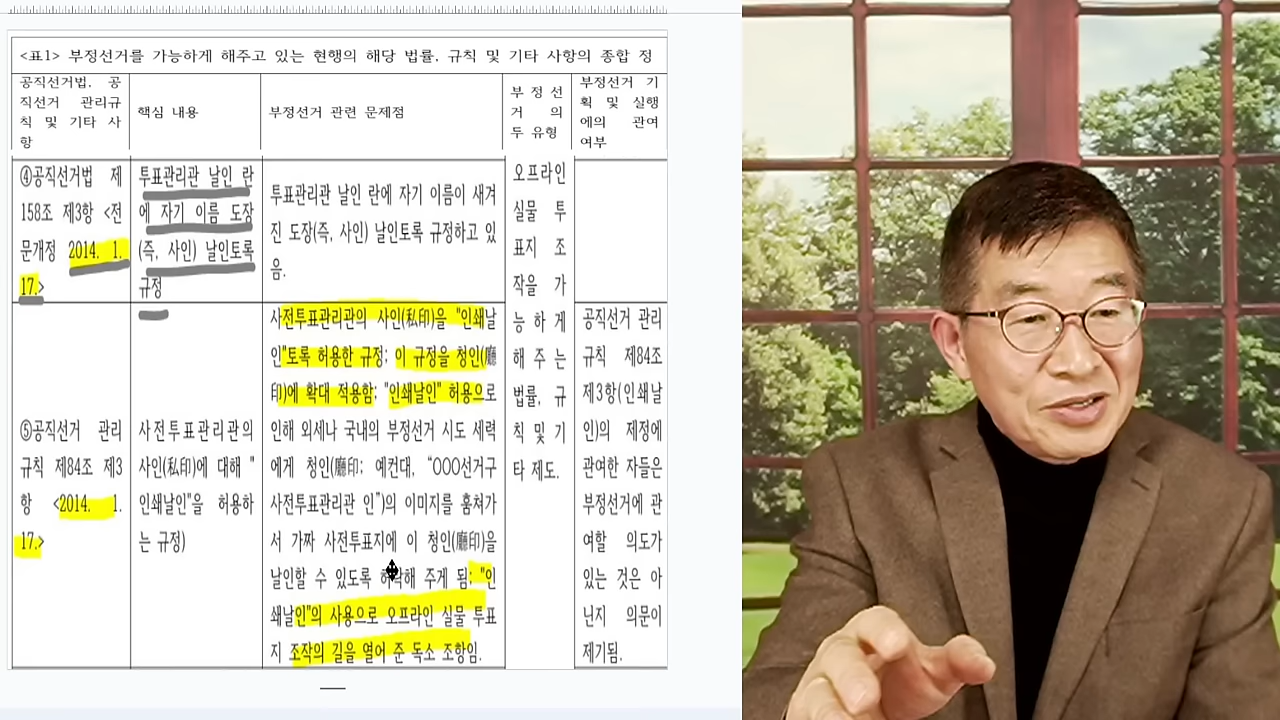 <표1> 부정선거를 가능하게 해주고 있는 현행의 해당 법률, 규칙 및 기타 사항의 종합 정
공직선거법, 공
직선거 관리규
칙 및 기타 사
항
핵심 내용
부정선거 관련 문제점
부 정 선
거 의
두 유형
부정선거 기
획 및 실행
에의 관여
여부
④공직선거법 제
158조 제3항 <전
문개정 2014. 1.
17.>
투표관리관 날인 란
에 자기 이름 도장
(즉, 사인) 날인토록
규정
투표관리관 날인 란에 자기 이름이 새겨
진 도장(즉, 사인) 날인토록 규정하고 있
음.
오프라인
실물 투
표지 조
작을 가
능 하 게
해 주 는
법률, 규
칙 및 기
타 제도.
⑤공직선거 관리
규칙 제84조 제3
항 <2014. 1.
17.>
사전투표관리관의
사인(私印)에 대해 "
인쇄날인"을 허용하
는 규정)
사전투표관리관의 사인(私印)을 "인쇄날
인"토록 허용한 규정; 이 규정을 청인(廳
印)에 확대 적용함; "인쇄날인" 허용으로
인해 외세나 국내의 부정선거 시도 세력
에게 청인(廳印; 예컨대, “OOO선거구
사전투표관리관 인”)의 이미지를 훔쳐가
서 가짜 사전투표지에 이 청인(廳印)을
날인할 수 있도록 허락해 주게 됨; "인
쇄날인"의 사용으로 오프라인 실물 투표
지 조작의 길을 열어 준 독소 조항임.
공직선거 관리
규칙 제84조
제3항(인쇄날
인)의 제정에
관여한 자들은
부정선거에 관
여할 의도가
있는 것은 아
닌지 의문이
제기됨.